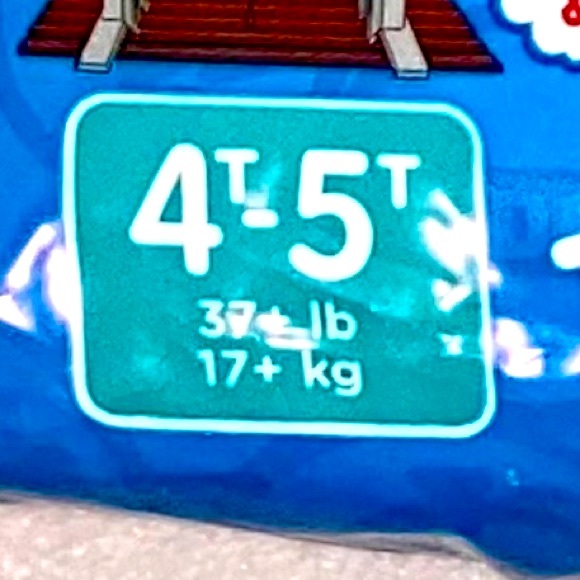 4T-5T
37+ lb
17+ kg